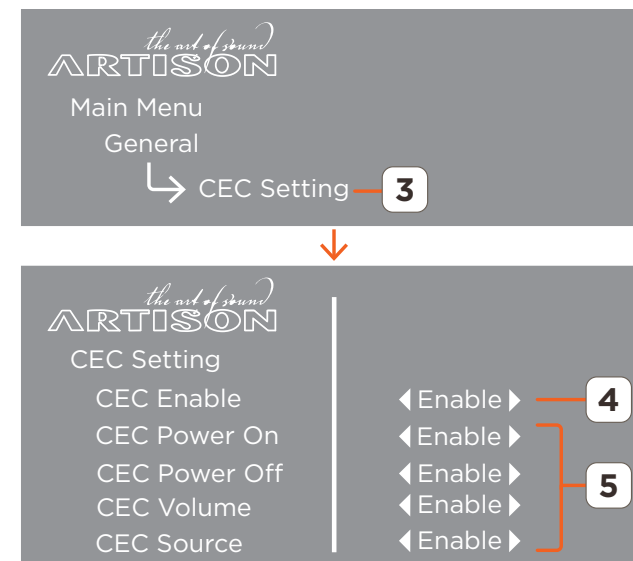 the art of sound
ARTISON
Main Menu
General
CEC Setting 3
the art of sound
ARTISON
CEC Setting
CEC Enable Enable 4
CEC Power On Enable
CEC Power Off Enable 5
CEC Volume Enable
CEC Source Enable